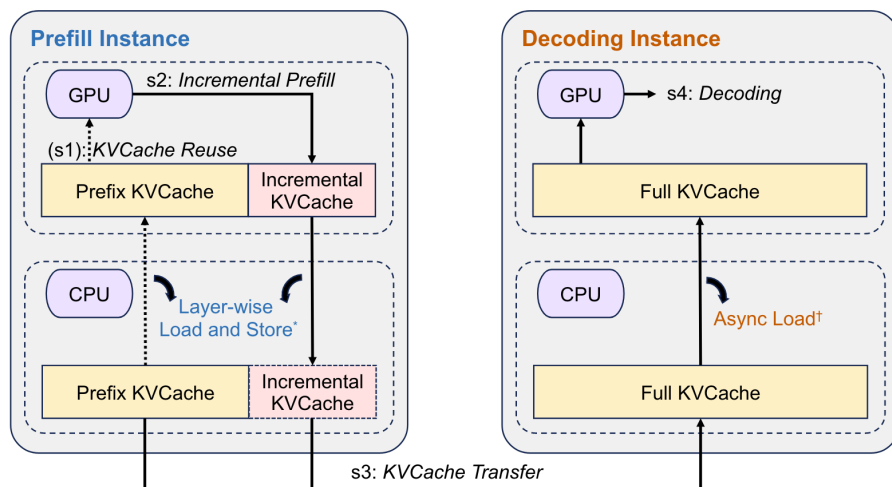 Prefill Instance
GPU
s2: Incremental Prefill
(s1): KVCache Reuse
Prefix KVCache
Incremental
KVCache
CPU
Layer-wise
Load and Store*
Prefix KVCache
Incremental
KVCache
Decoding Instance
GPU
s4: Decoding
Full KVCache
CPU
Async Load†
Full KVCache
s3: KVCache Transfer